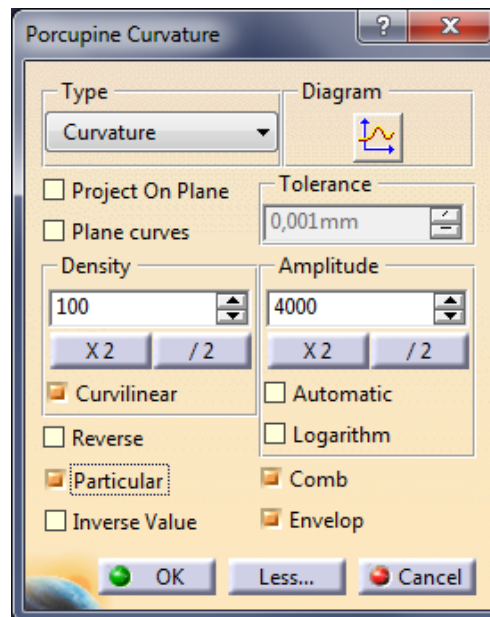 Porcupine Curvature
? X
Type
Diagram
Curvature
Project On Plane
Plane curves
Tolerance
0,001mm
Density
Amplitude
100
4000
X 2 / 2
X 2 / 2
Curvilinear
Automatic
Logarithm
Reverse
Particular
Comb
Inverse Value
Envelop
OK Less... Cancel